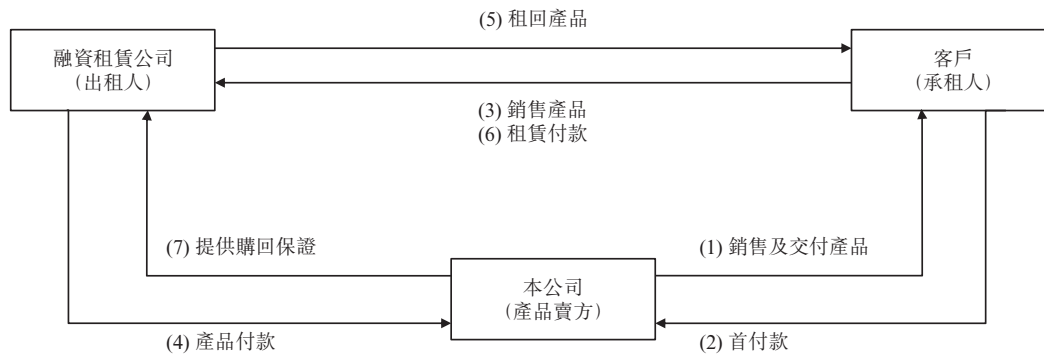 (5) 租回產品
融資租賃公司
(出租人)
客戶
(承租人)
(3) 銷售產品
(6) 租賃付款
(7) 提供購回保證
(1) 銷售及交付產品
本公司
(產品賣方)
(4) 產品付款
(2) 首付款